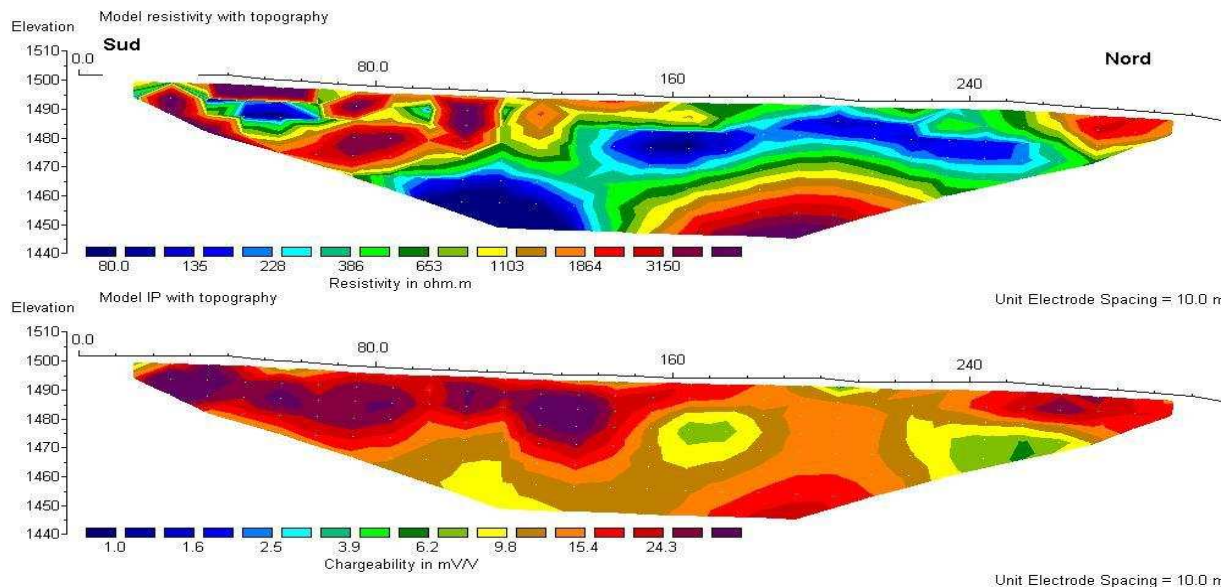 Model resistivity with topography
Elevation
Sud
Nord
1510
0.0
80.0
160
240
1500
1490
1480
1470
1460
1450
1440
80.0 135 228 386 653 1103 1864 3150
Resistivity in ohm.m
Model IP with topography
Unit Electrode Spacing = 10.0 m
Elevation
1510
0.0
80.0
160
240
1500
1490
1480
1470
1460
1450
1440
1.0 1.6 2.5 3.9 6.2 9.8 15.4 24.3
Chargeability in mV/V
Unit Electrode Spacing = 10.0 m